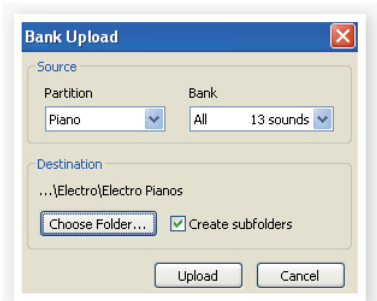 Bank Upload
Source
Partition Bank
Piano All 13 sounds
Destination
...\Electro\Electro Pianos
Choose Folder... Create subfolders
Upload Cancel